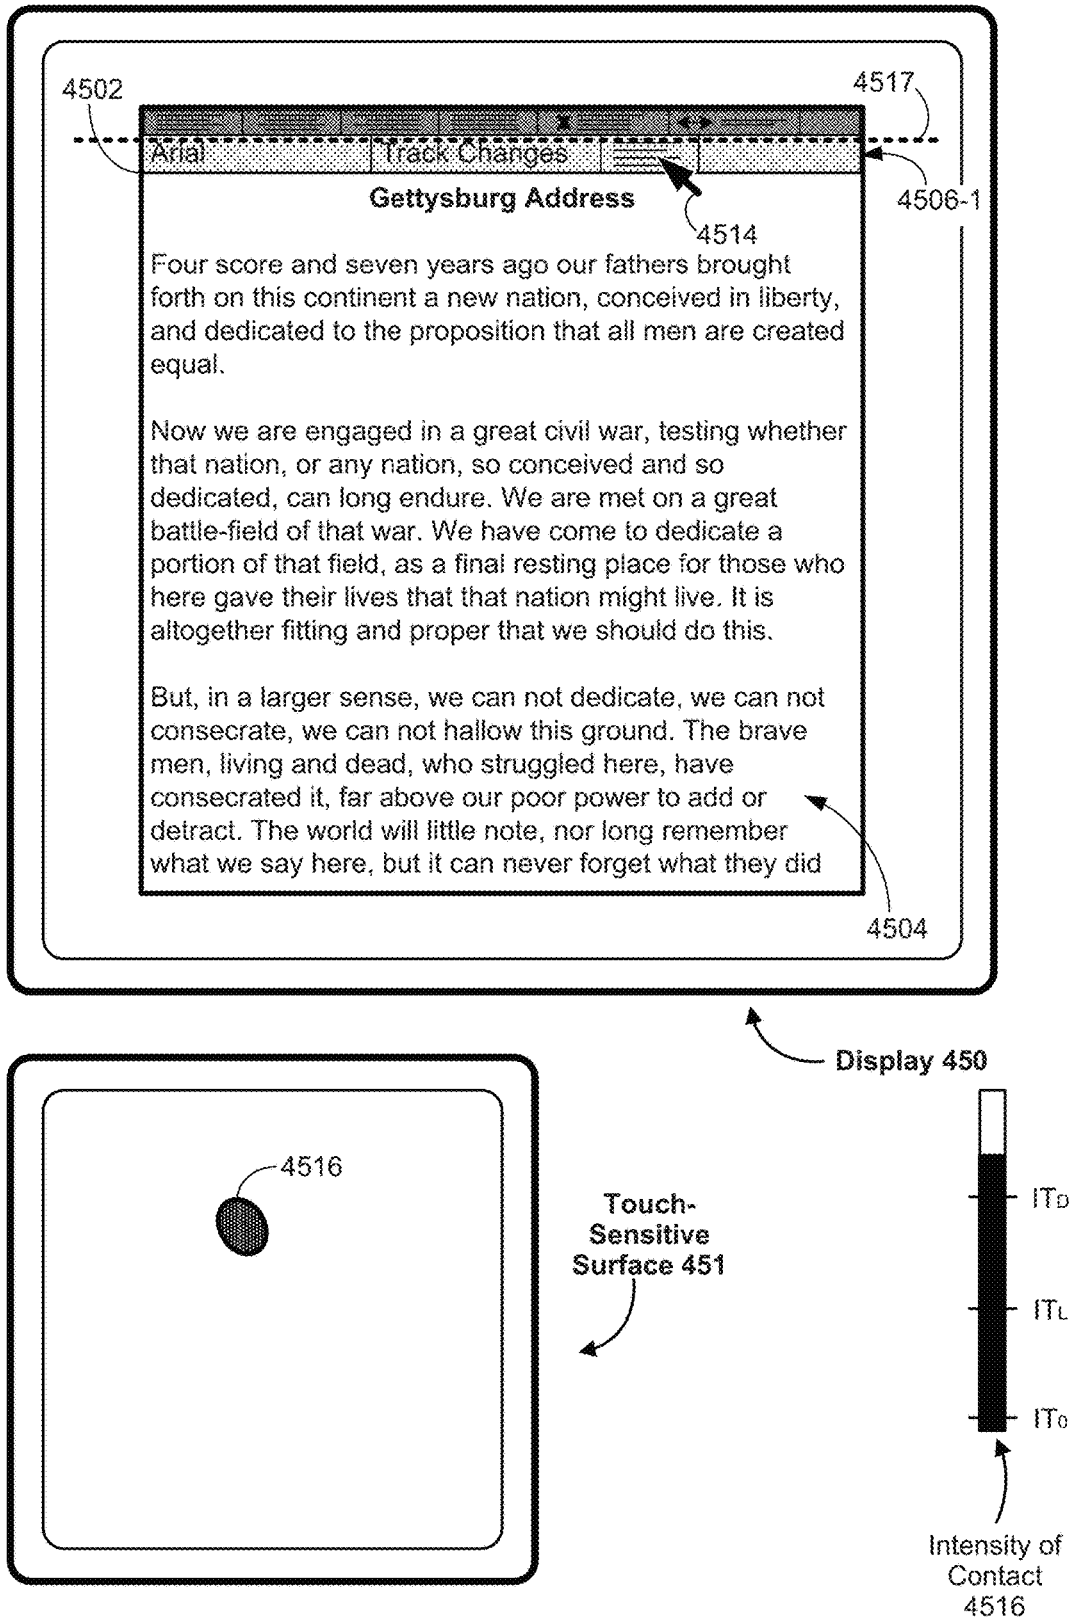 4502
4517
Arial
Track Changes
4506-1
Gettysburg Address
4514
Four score and seven years ago our fathers brought
forth on this continent a new nation, conceived in liberty,
and dedicated to the proposition that all men are created
equal.
Now we are engaged in a great civil war, testing whether
that nation, or any nation, so conceived and so
dedicated, can long endure. We are met on a great
battle-field of that war. We have come to dedicate a
portion of that field, as a final resting place for those who
here gave their lives that that nation might live. It is
altogether fitting and proper that we should do this.
But, in a larger sense, we can not dedicate, we can not
consecrate, we can not hallow this ground. The brave
men, living and dead, who struggled here, have
consecrated it, far above our poor power to add or
detract. The world will little note, nor long remember
what we say here, but it can never forget what they did
4504
Display 450
4516
Touch-
Sensitive
Surface 451
ITD
ITL
IT0
Intensity of
Contact
4516